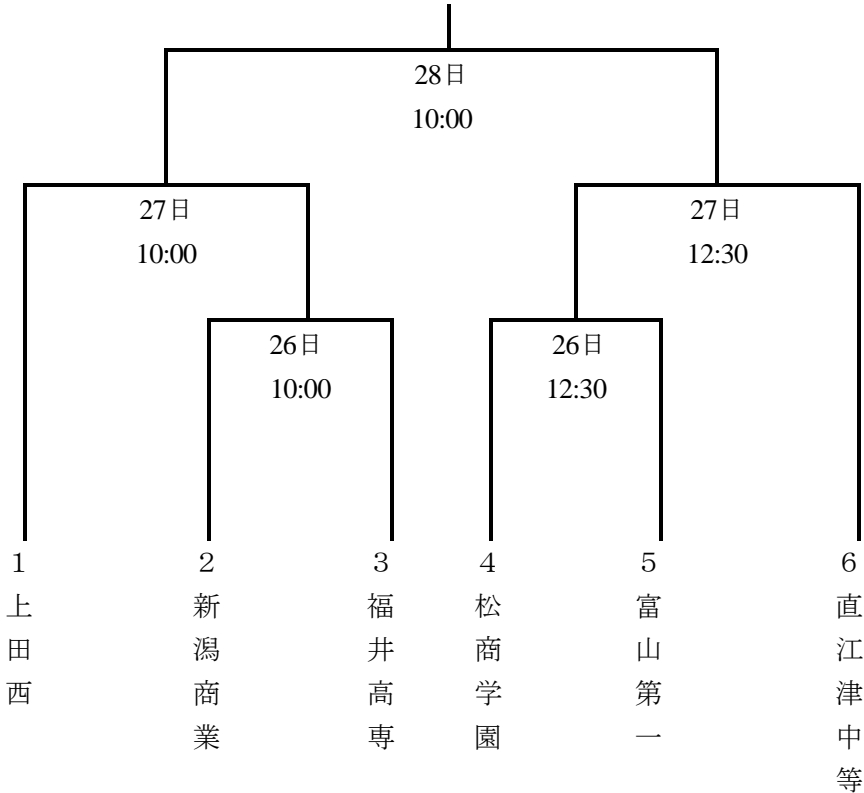 28日
10:00
27日
10:00
27日
12:30
26日
10:00
26日
12:30
1
上田西
2
新潟商業
3
福井高専
4
松商学園
5
富山第一
6
直江津中等